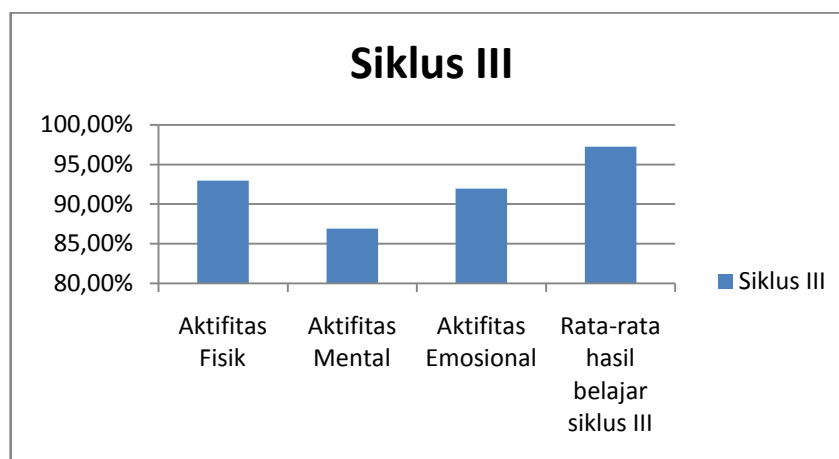 Siklus III
100,00%
95,00%
90,00%
85,00%
80,00%
Aktifitas
Fisik
Aktifitas
Mental
Aktifitas
Emosional
Rata-rata
hasil
belajar
siklus III
Siklus III